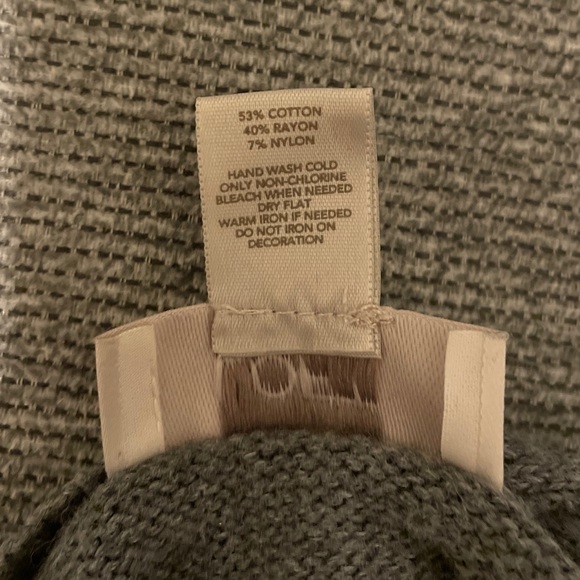 53% COTTON
40% RAYON
7% NYLON
HAND WASH COLD
ONLY NON-CHLORINE
BLEACH WHEN NEEDED
DRY FLAT
WARM IRON IF NEEDED
DO NOT IRON ON
DECORATION